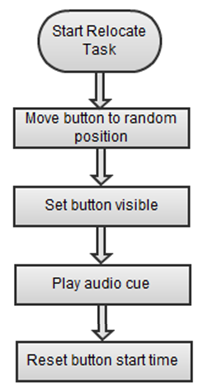 Start Relocate
Task
Move button to random
position
Set button visible
Play audio cue
Reset button start time